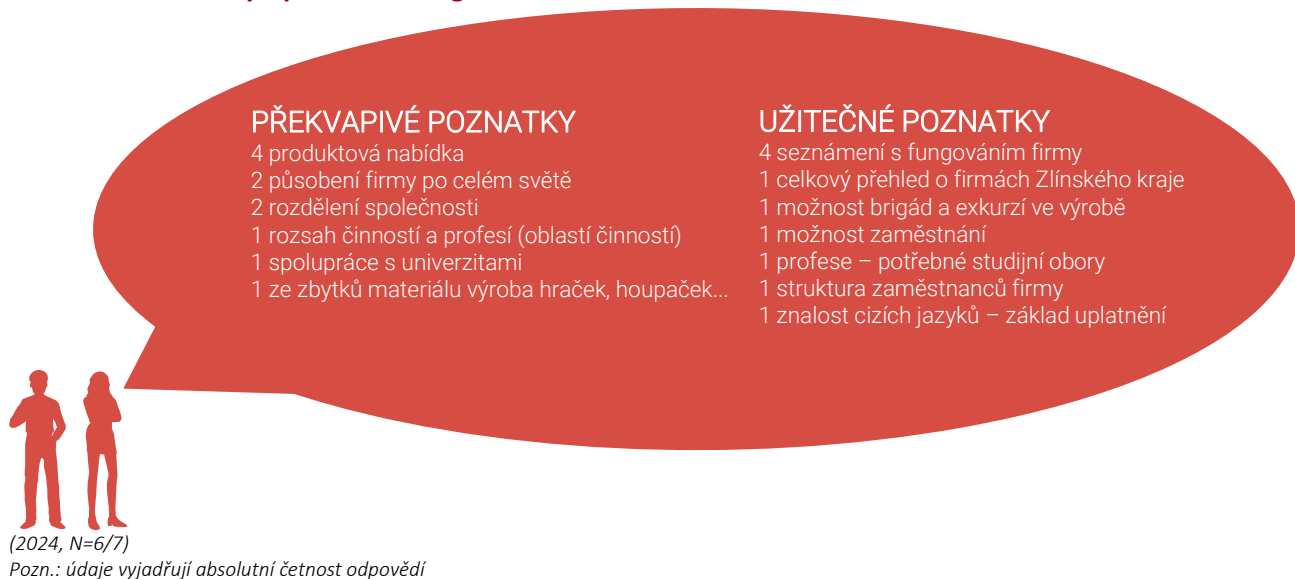 PŘEKVAPIVÉ POZNATKY
4 produktová nabídka
2 působení firmy po celém světě
2 rozdělení společnosti
1 rozsah činností a profesí (oblastí činností)
1 spolupráce s univerzitami
1 ze zbytků materiálu výroba hraček, houpaček...
UŽITEČNÉ POZNATKY
4 seznámení s fungováním firmy
1 celkový přehled o firmách Zlínského kraje
1 možnost brigád a exkurzí ve výrobě
1 možnost zaměstnání
1 profese – potřebné studijní obory
1 struktura zaměstnanců firmy
1 znalost cizích jazyků – základ uplatnění
(2024, N=6/7)
Pozn.: údaje vyjadřují absolutní četnost odpovědí